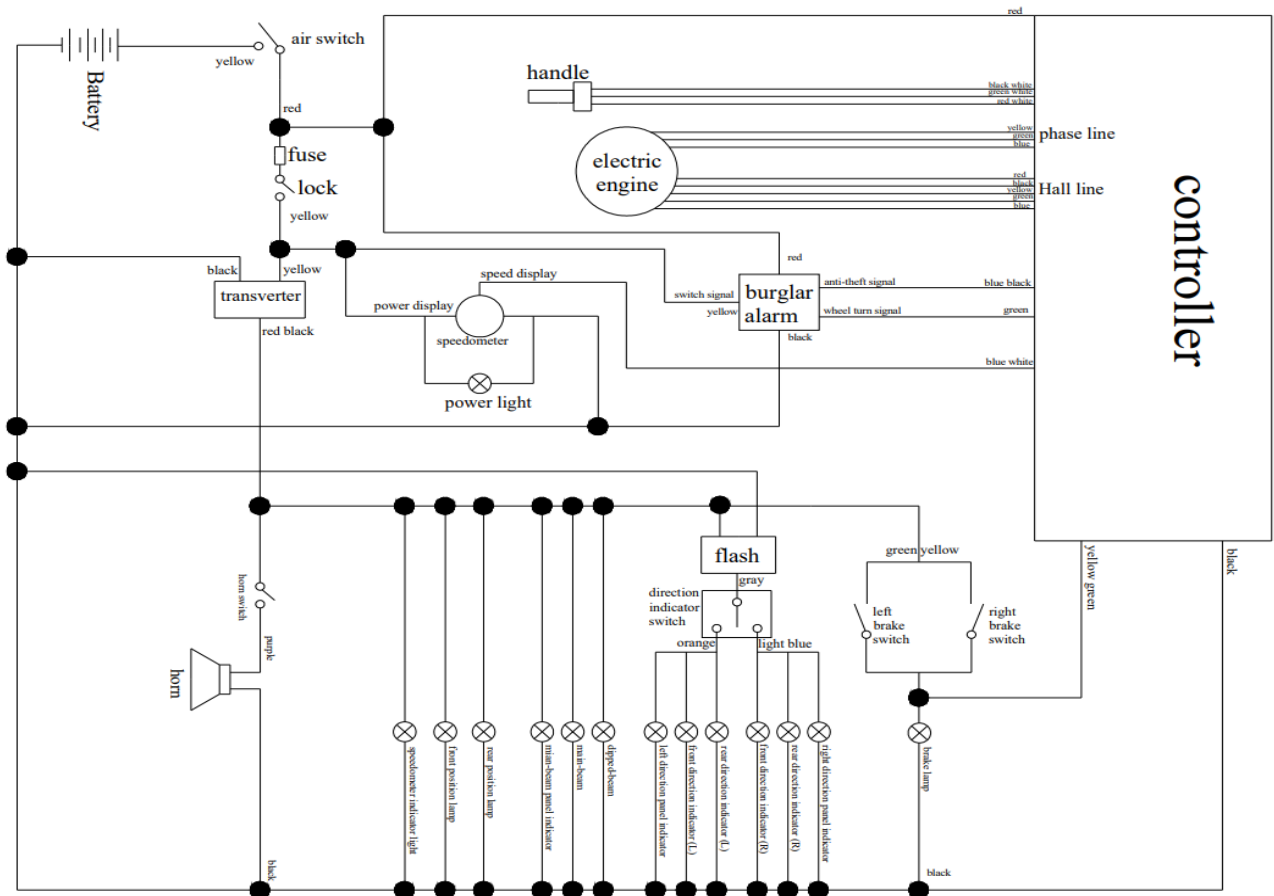 red
air switch
yellow
Battery
handle
black white
green white
red white
red
fuse
yellow
green
blue
phase line
electric
engine
lock
red
black
yellow
green
blue
Hall line
controller
yellow
black
yellow
speed display
red
transverter
power display
switch signal
yellow
burglar
alarm
anti-theft signal
blue black
wheel turn signal
green
red black
speedometer
black
blue white
power light
flash
green yellow
yellow green
black
gray
horn switch
direction
indicator
switch
left
brake
switch
right
brake
switch
purple
orange
light blue
horn
speedometer indicator light
front position lamp
rear position lamp
mian-beam panel indicator
main-beam
dipped-beam
left direction panel indicator
front direction indicator (L)
rear direction indicator (L)
front direction indicator (R)
rear direction indicator (R)
right direction panel indicator
brake lamp
black
black